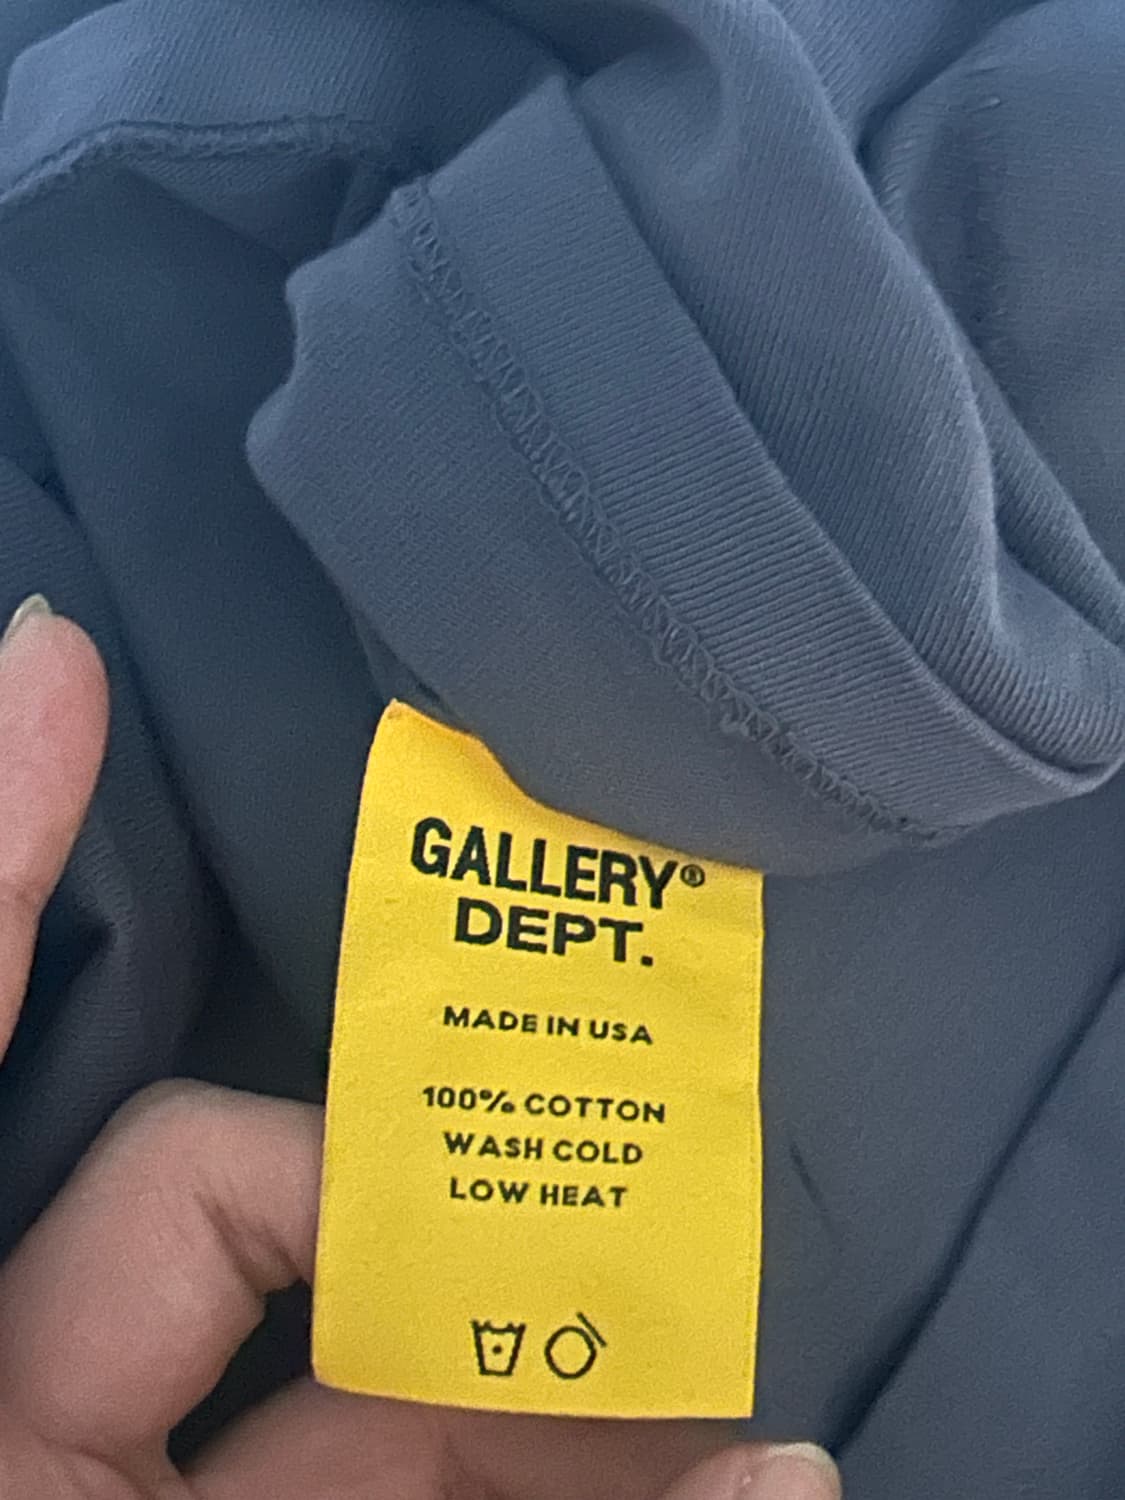 GALLERY®
DEPT.
MADE IN USA
100% COTTON
WASH COLD
LOW HEAT